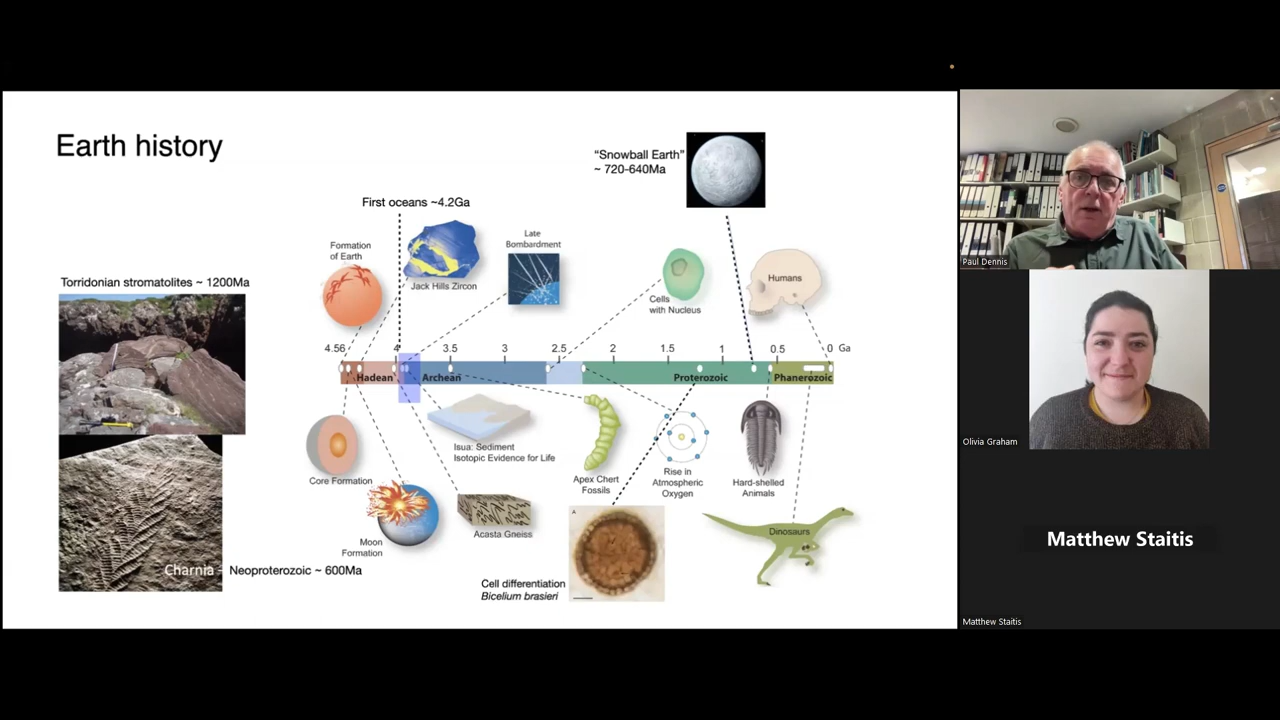 Earth history
"Snowball Earth"
~ 720-640Ma
First oceans ~4.2Ga
Formation
of Earth
Jack Hills Zircon
Late
Bombardment
Cells
with Nucleus
Humans
Torridonian stromatolites ~ 1200Ma
4.56
4
3.5
3
2.5
2
1.5
1
0.5
0 Ga
Hadean
Archean
Proterozoic
Phanerozoic
Core Formation
Isua: Sediment
Isotopic Evidence for Life
Apex Chert
Fossils
Rise in
Atmospheric
Oxygen
Hard-shelled
Animals
Moon
Formation
Acasta Gneiss
A
Dinosaurs
Charnia - Neoproterozoic ~ 600Ma
Cell differentiation
Bicelium brasieri
Paul Dennis
Olivia Graham
Matthew Staitis
Matthew Staitis